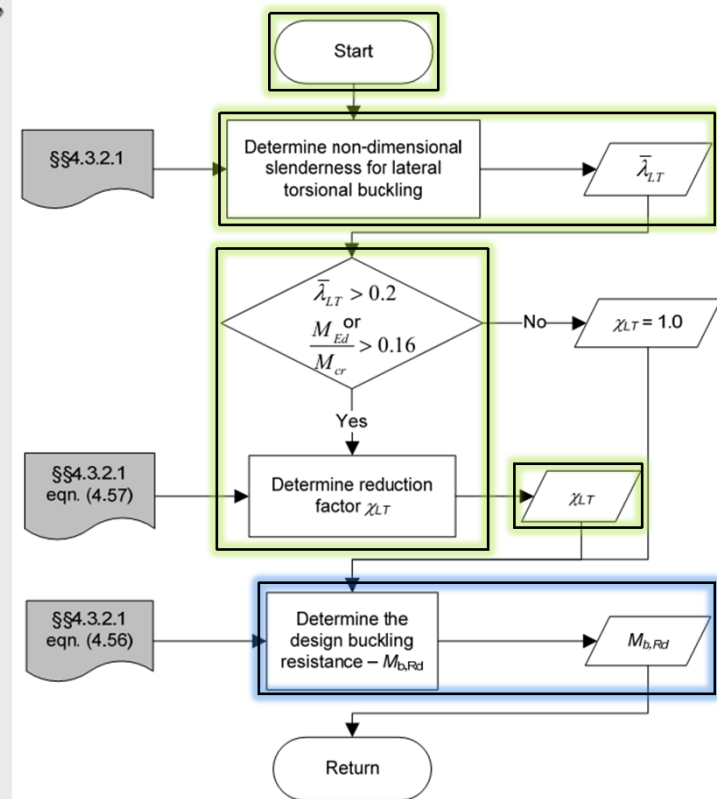 Start
§§4.3.2.1
Determine non-dimensional
slenderness for lateral
torsional buckling
λ̅LT
λ̅LT > 0.2
or
MEd
Mcr
> 0.16
No
χLT = 1.0
Yes
§§4.3.2.1
eqn. (4.57)
Determine reduction
factor χLT
χLT
§§4.3.2.1
eqn. (4.56)
Determine the
design buckling
resistance – Mb,Rd
Mb,Rd
Return